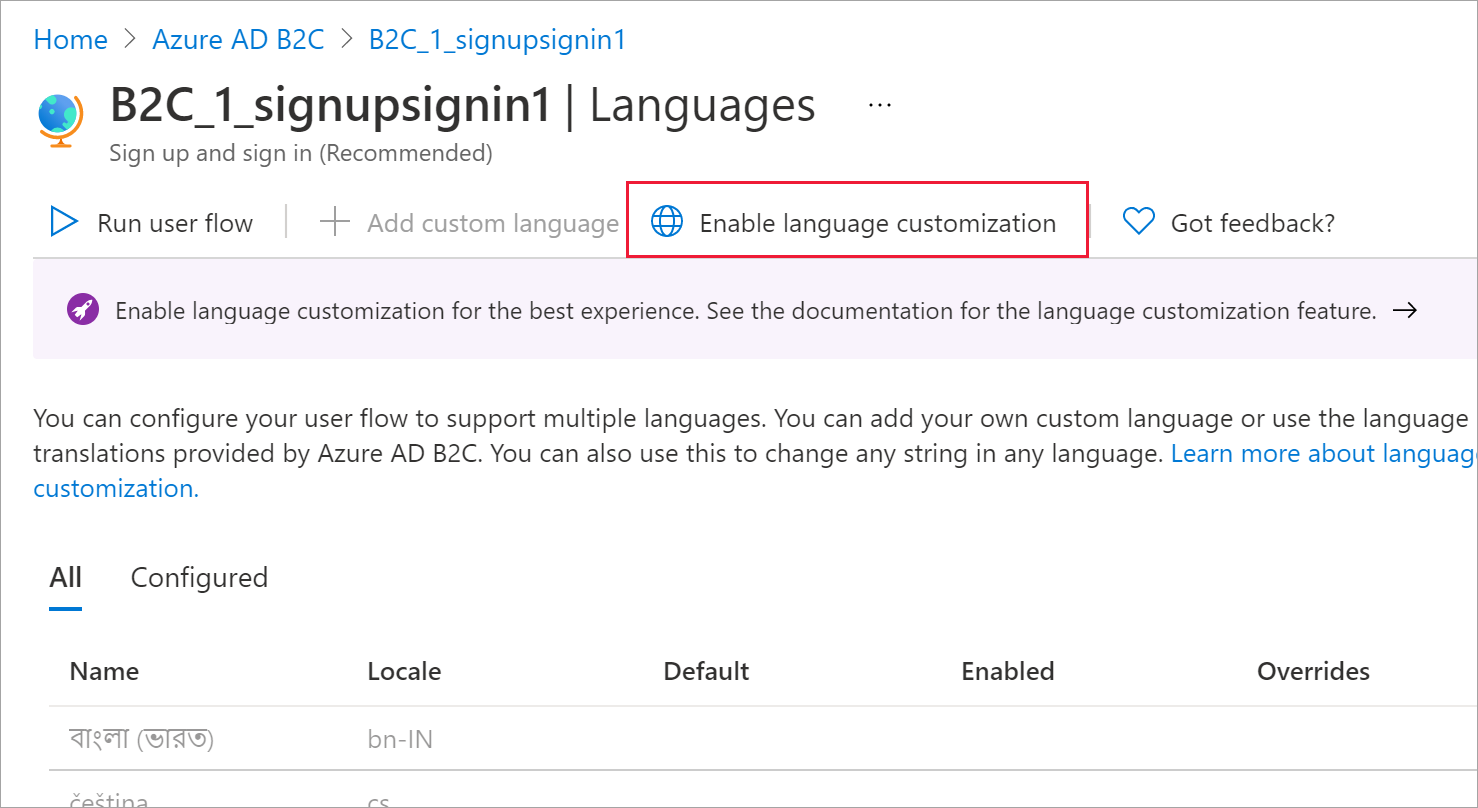 Home > Azure AD B2C > B2C_1_signupsignin1
B2C_1_signupsignin1 | Languages ...
Sign up and sign in (Recommended)
Run user flow Add custom language Enable language customization Got feedback?
Enable language customization for the best experience. See the documentation for the language customization feature. →
You can configure your user flow to support multiple languages. You can add your own custom language or use the language
translations provided by Azure AD B2C. You can also use this to change any string in any language. Learn more about languag
customization.
All Configured
Name Locale Default Enabled Overrides
বাংলা (ভারত) bn-IN
čeština cs